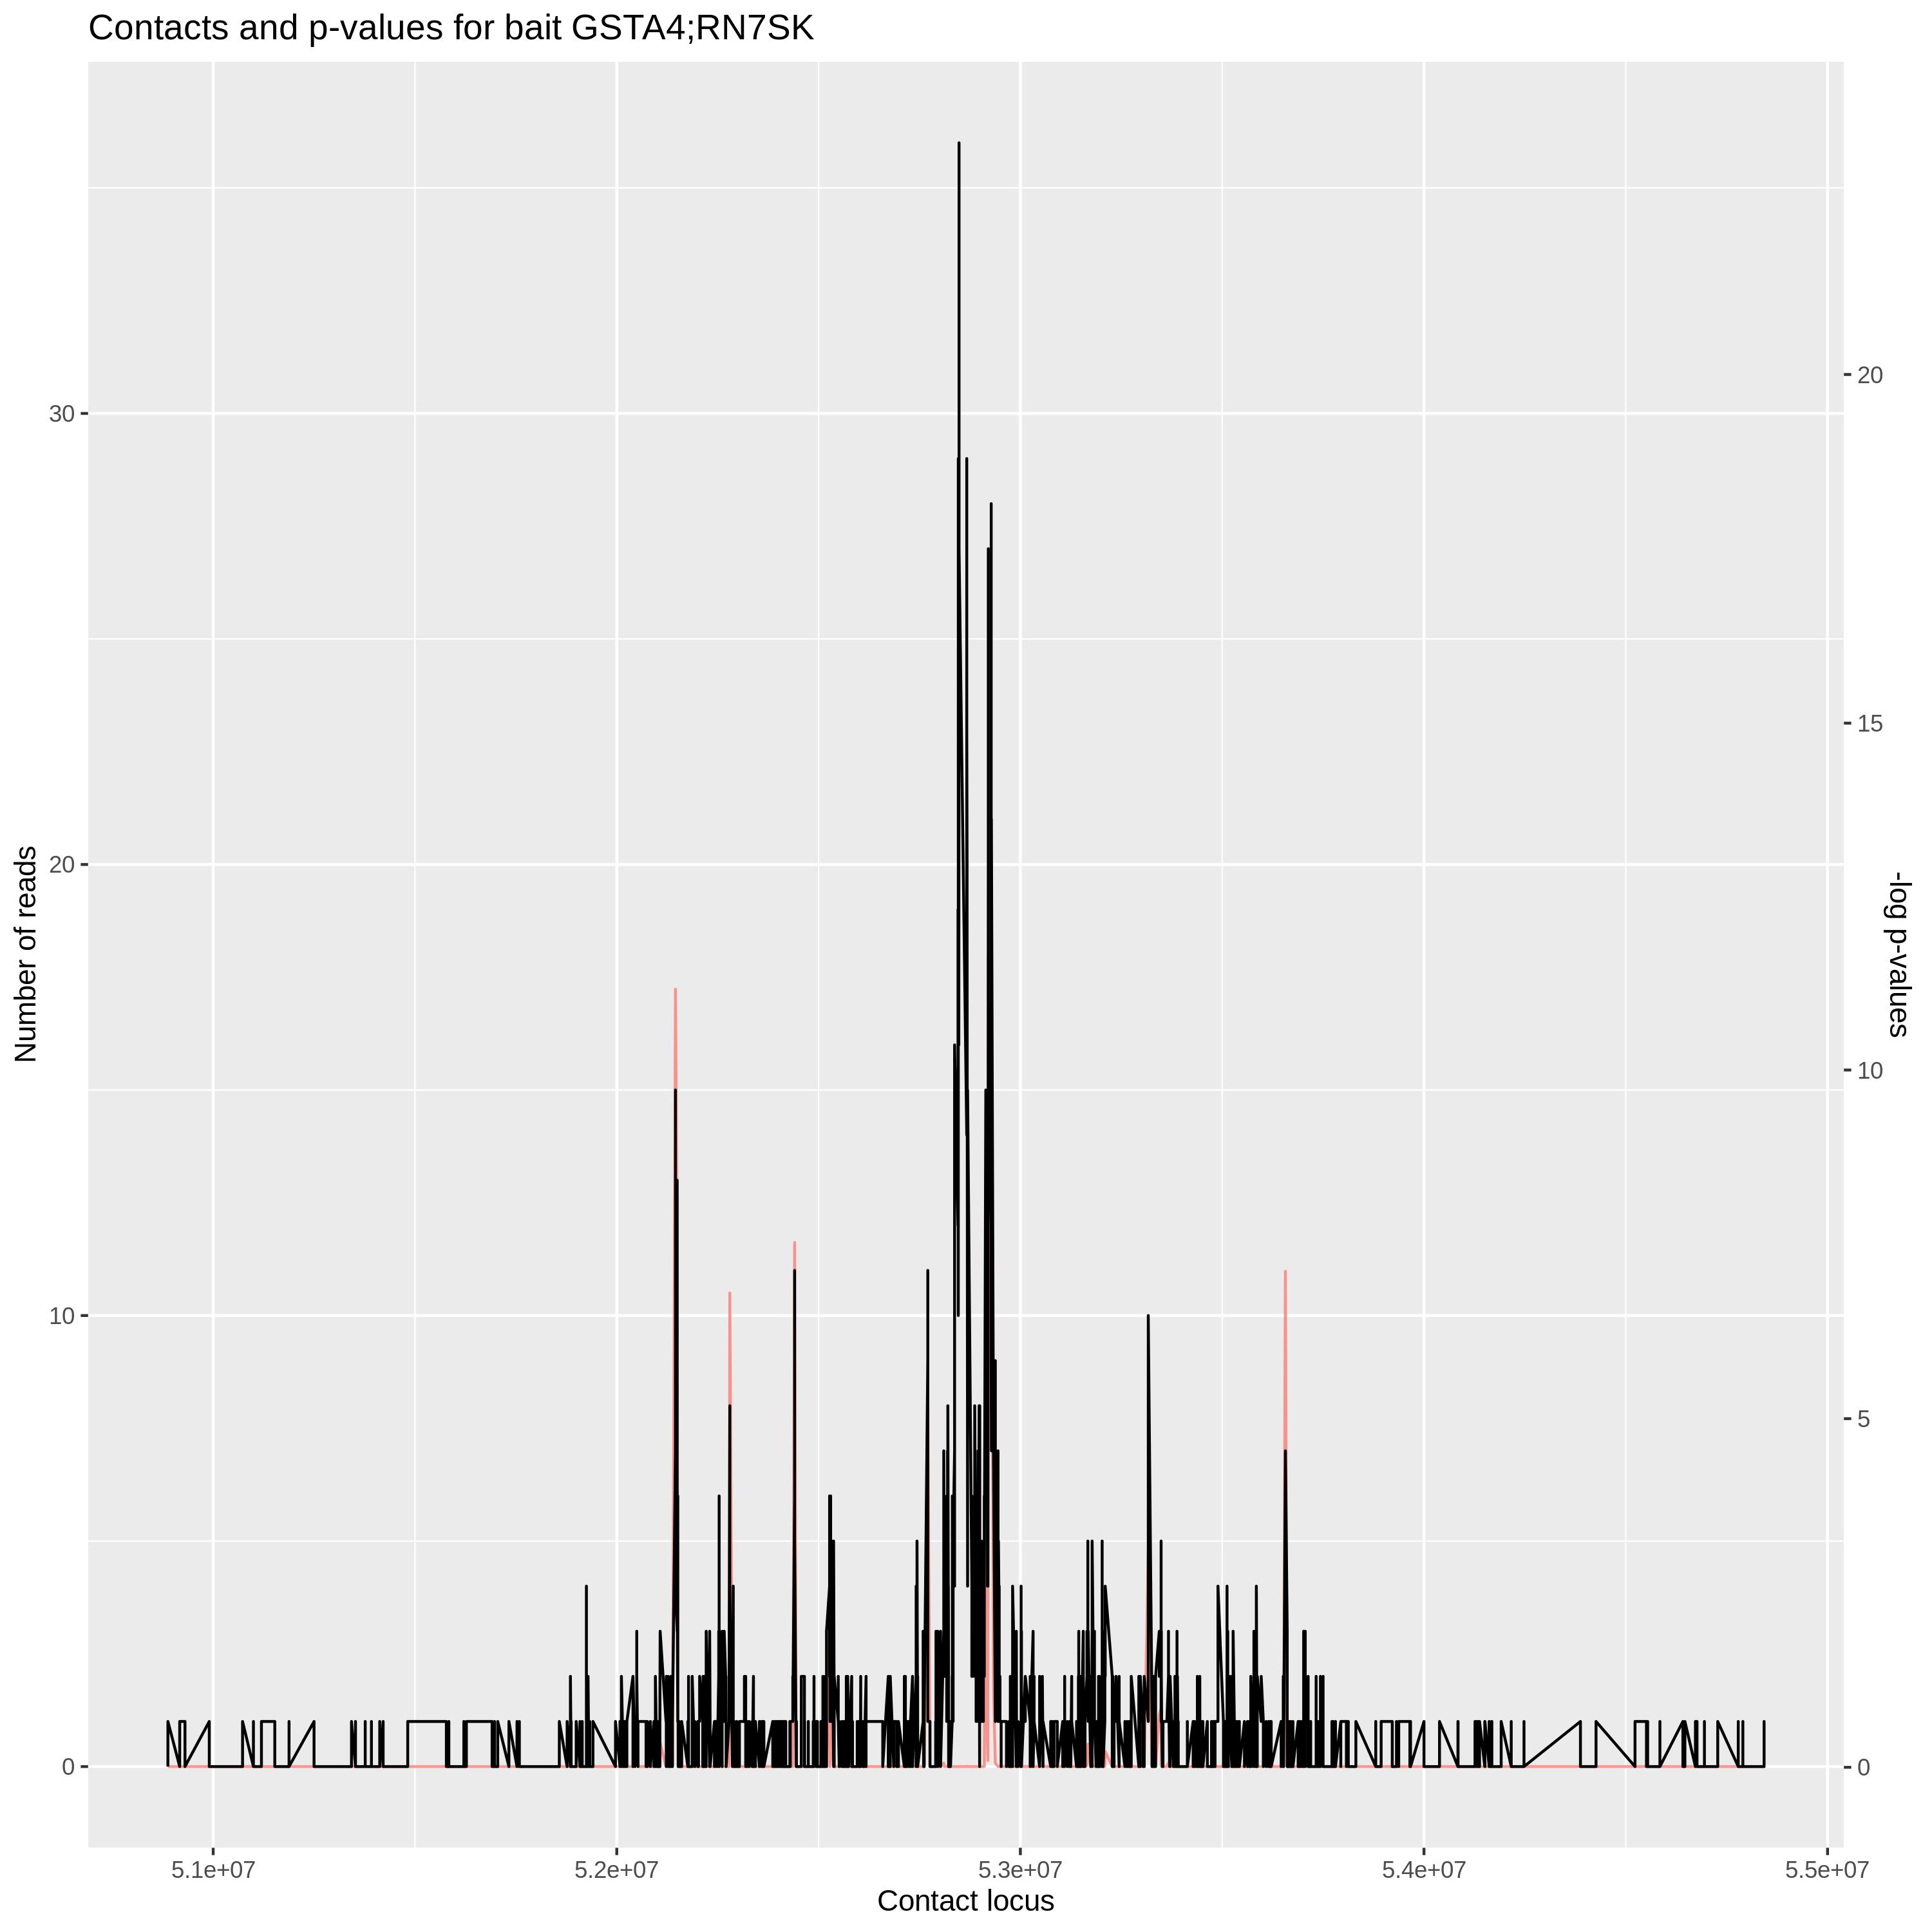 Contacts and p-values for bait GSTA4;RN7SK
Number of reads
30
20
10
0
-log p-values
20
15
10
5
0
5.1e+07
5.2e+07
5.3e+07
5.4e+07
5.5e+07
Contact locus